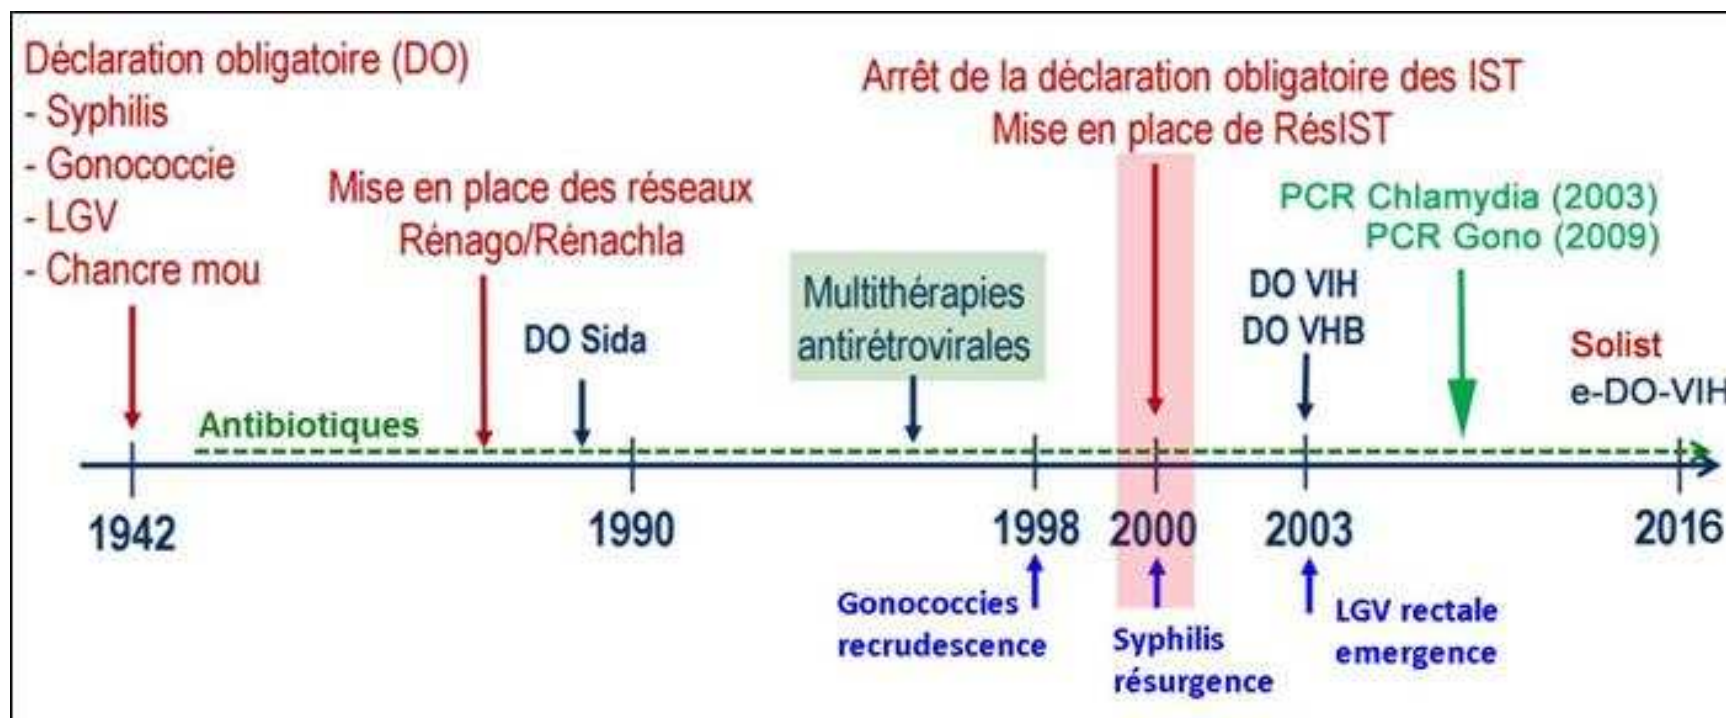 Déclaration obligatoire (DO)
- Syphilis
- Gonococcie
- LGV
- Chancre mou
Mise en place des réseaux
Rénago/Rénachla
DO Sida
Multithérapies
antirétrovirales
Arrêt de la déclaration obligatoire des IST
Mise en place de RésIST
DO VIH
DO VHB
PCR Chlamydia (2003)
PCR Gono (2009)
Solist
e-DO-VIH
Antibiotiques
1942
1990
1998
2000
2003
2016
Gonococcies
recrudescence
Syphilis
résurgence
LGV rectale
emergence